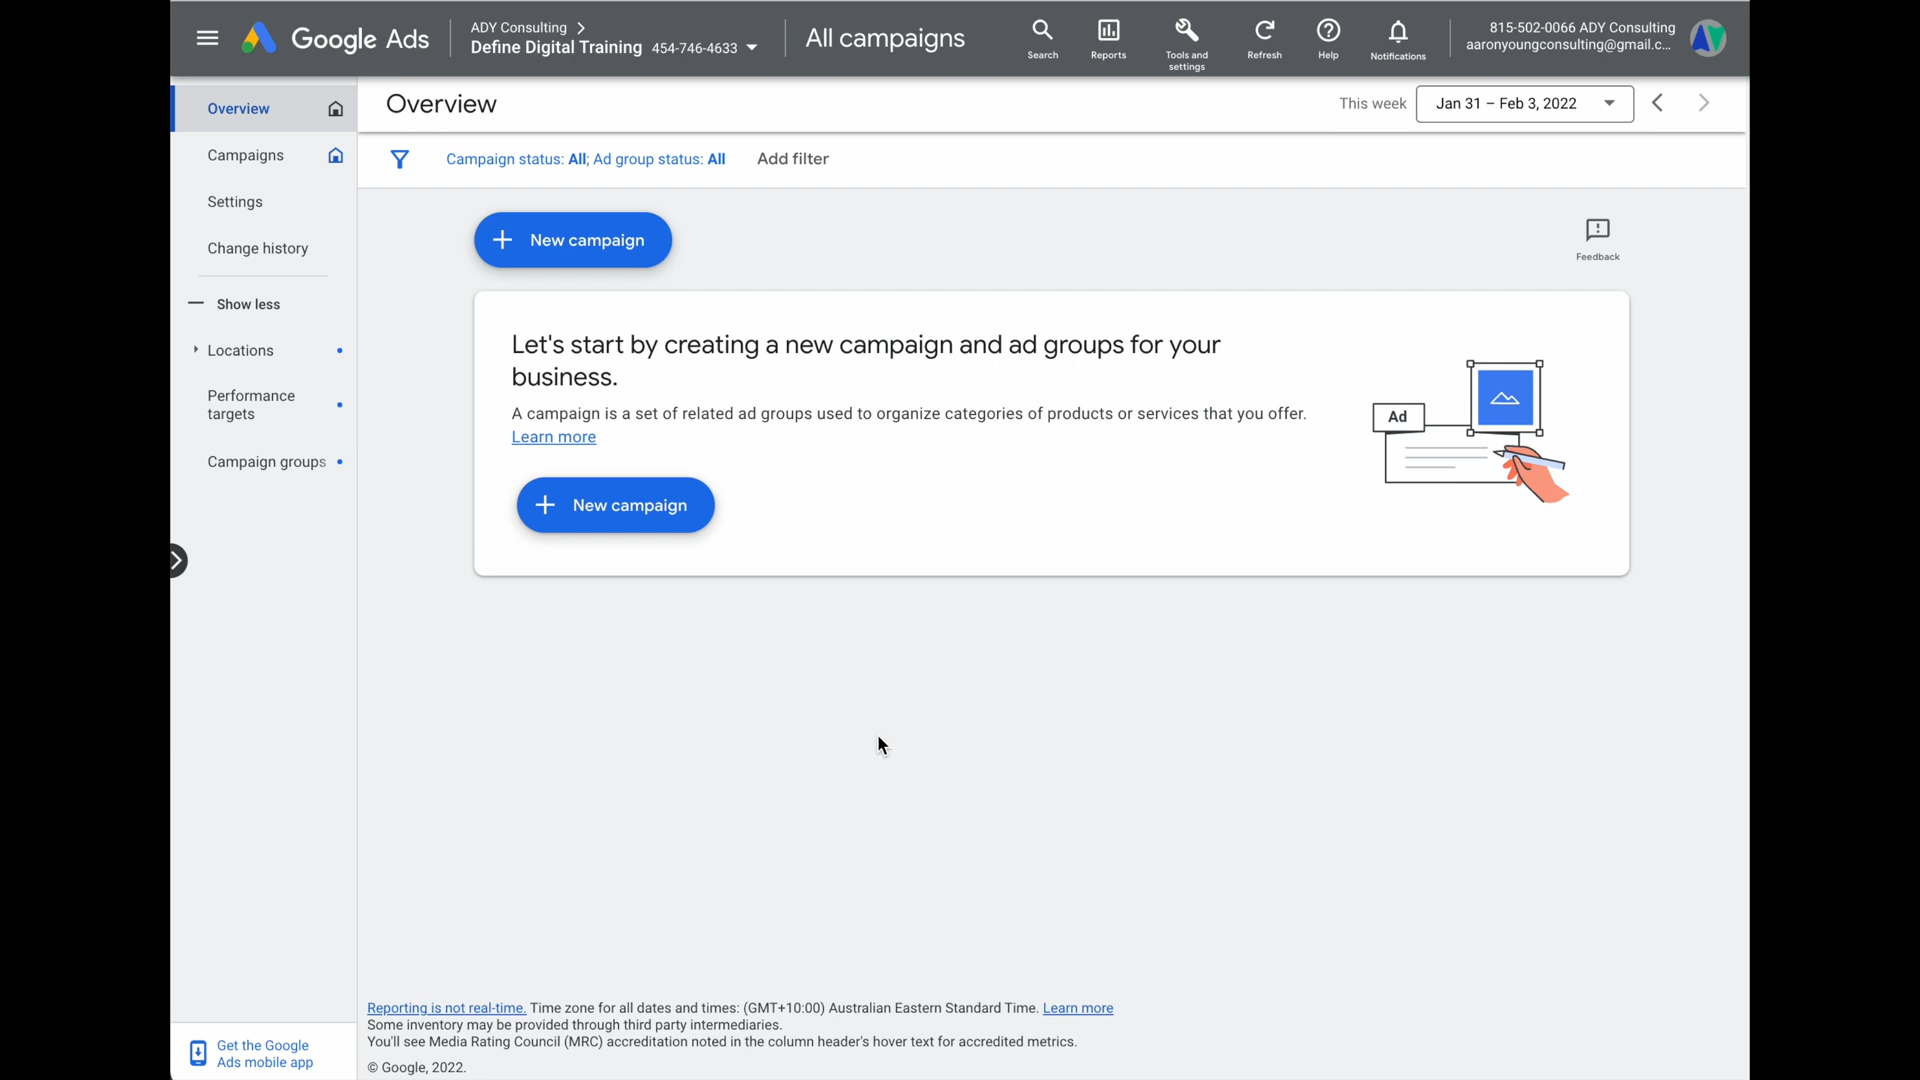 Google Ads
ADY Consulting
Define Digital Training 454-746-4633
All campaigns
Search
Reports
Tools and
settings
Refresh
Help
Notifications
815-502-0066 ADY Consulting
aaronyoungconsulting@gmail.c...
Overview
Campaigns
Settings
Change history
Show less
Locations
Performance
targets
Campaign groups
Get the Google
Ads mobile app
Overview
This week
Jan 31 – Feb 3, 2022
Campaign status: All; Ad group status: All
Add filter
New campaign
Feedback
Let's start by creating a new campaign and ad groups for your
business.
A campaign is a set of related ad groups used to organize categories of products or services that you offer.
Learn more
New campaign
Ad
Reporting is not real-time. Time zone for all dates and times: (GMT+10:00) Australian Eastern Standard Time. Learn more
Some inventory may be provided through third party intermediaries.
You'll see Media Rating Council (MRC) accreditation noted in the column header's hover text for accredited metrics.
© Google, 2022.